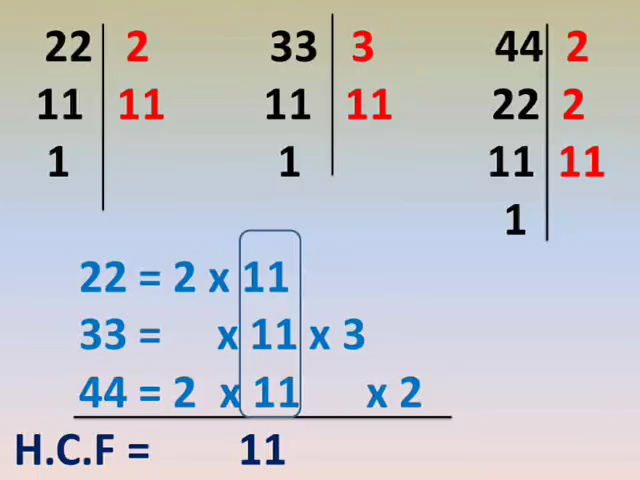 22 2 33 3 44 2
11 11 11 11 22 2
1 1 11 11
1
22 = 2 x 11
33 = x 11 x 3
44 = 2 x 11 x 2
H.C.F = 11